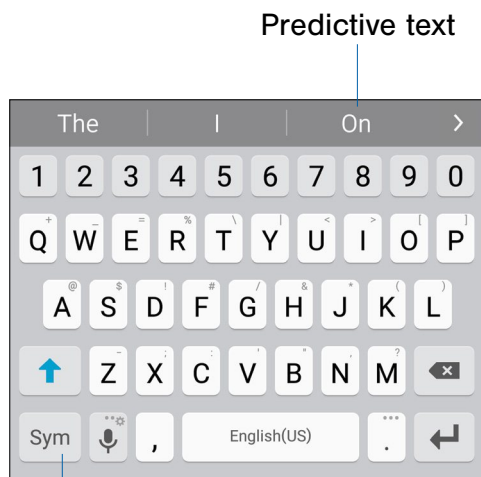 Predictive text
The I On >
1 2 3 4 5 6 7 8 9 0
+ _ = % \ | < > [ ]
Q W E R T Y U I O P
@ $ ! # / & * ( )
A S D F G H J K L
- ; : ' " , ?
Z X C V B N M
Sym , English(US) .